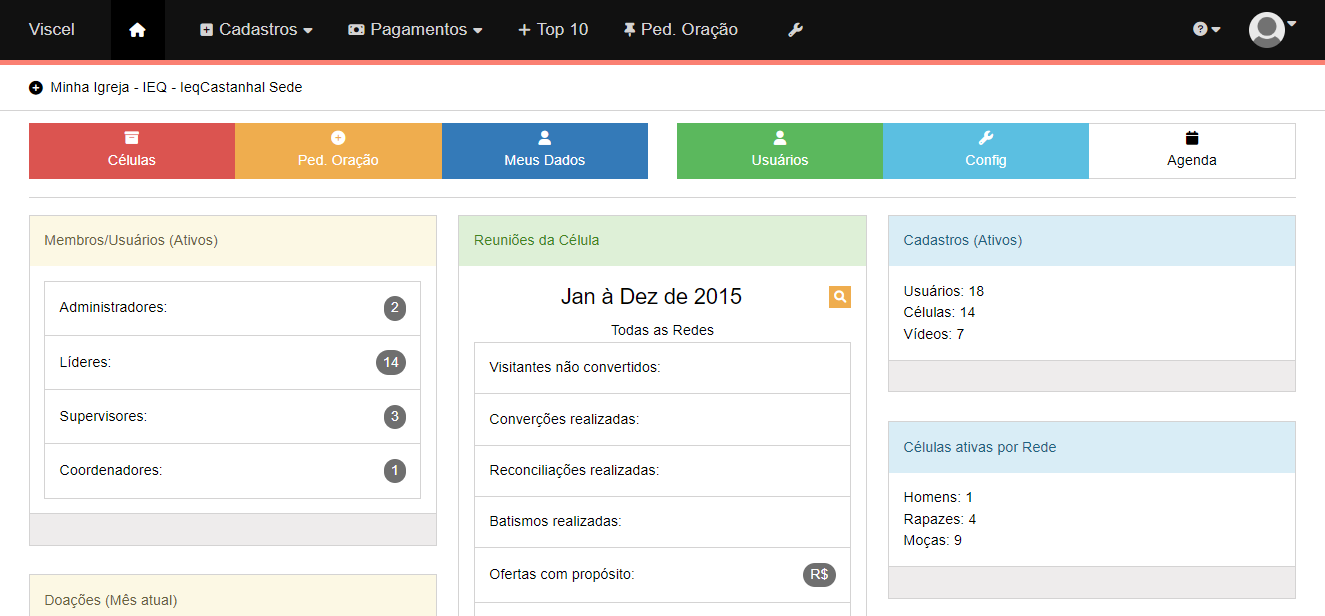 Viscel Cadastros Pagamentos Top 10 Ped. Oração
Minha Igreja - IEQ - IeqCastanhal Sede
Células Ped. Oração Meus Dados Usuários Config Agenda
Membros/Usuários (Ativos)
Administradores: 2
Líderes: 14
Supervisores: 3
Coordenadores: 1
Doações (Mês atual)
Reuniões da Célula
Jan à Dez de 2015
Todas as Redes
Visitantes não convertidos:
Converções realizadas:
Reconciliações realizadas:
Batismos realizadas:
Ofertas com propósito: R$
Cadastros (Ativos)
Usuários: 18
Células: 14
Vídeos: 7
Células ativas por Rede
Homens: 1
Rapazes: 4
Moças: 9